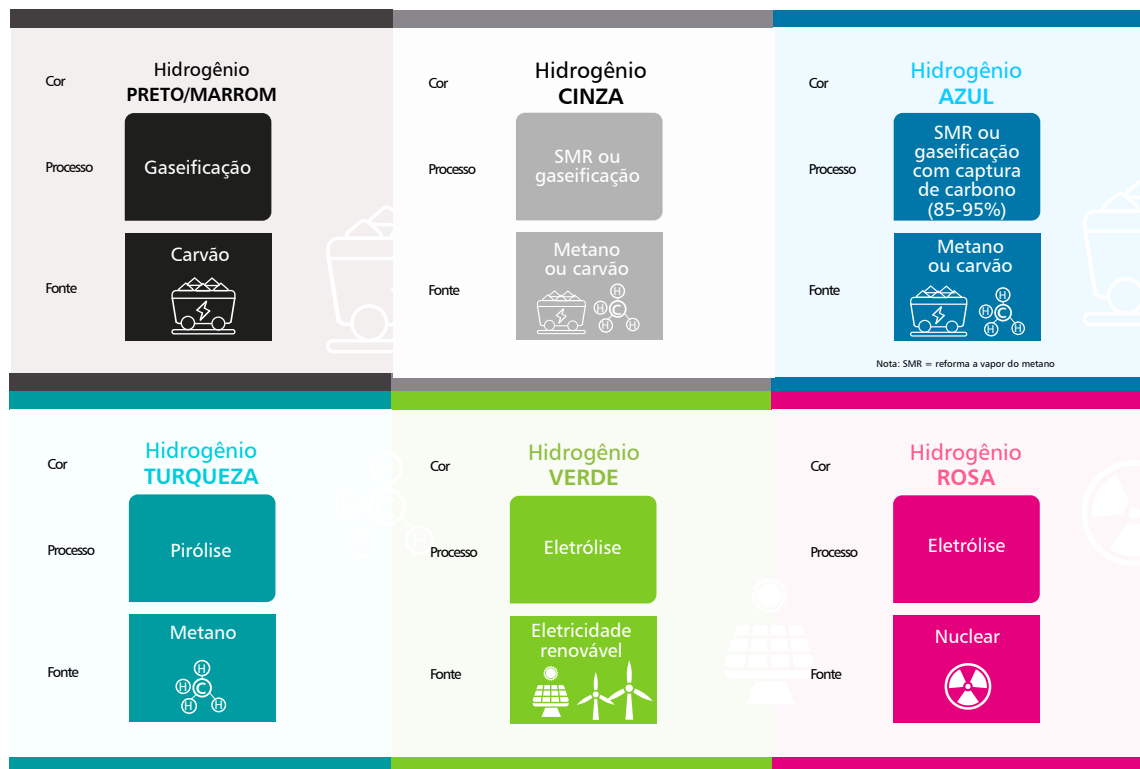 Cor
Hidrogênio
PRETO/MARROM
Processo
Gaseificação
Fonte
Carvão
Cor
Hidrogênio
CINZA
Processo
SMR ou
gaseificação
Fonte
Metano
ou carvão
H
H
C
H
H
Cor
Hidrogênio
AZUL
Processo
SMR ou
gaseificação
com captura
de carbono
(85-95%)
Fonte
Metano
ou carvão
H
H
C
H
H
Nota: SMR = reforma a vapor do metano
Cor
Hidrogênio
TURQUEZA
Processo
Pirólise
Fonte
Metano
H
H
C
H
H
Cor
Hidrogênio
VERDE
Processo
Eletrólise
Fonte
Eletricidade
renovável
Cor
Hidrogênio
ROSA
Processo
Eletrólise
Fonte
Nuclear